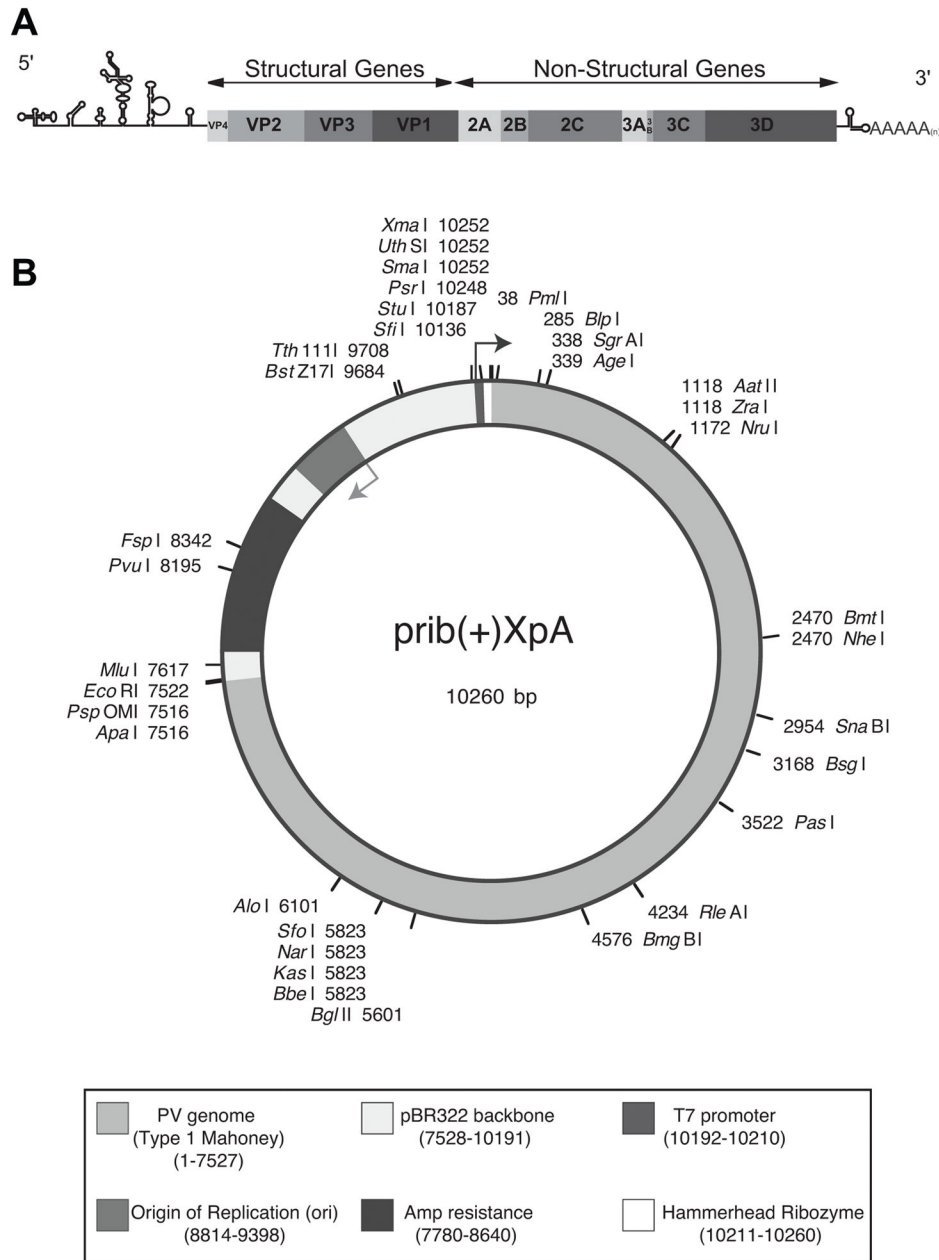 A
5'
Structural Genes
Non-Structural Genes
3'
VP4 VP2 VP3 VP1 2A 2B 2C 3A 3B 3C 3D
AAAAA(n)
B
Xma I 10252
Uth SI 10252
Sma I 10252
Psr I 10248
Stu I 10187
Sfi I 10136
Tth 111I 9708
Bst Z17I 9684
38 Pml I
285 Blp I
338 Sgr AI
339 Age I
1118 Aat II
1118 Zra I
1172 Nru I
Fsp I 8342
Pvu I 8195
2470 Bmt I
2470 Nhe I
prib(+)XpA
10260 bp
Mlu I 7617
Eco RI 7522
Psp OMI 7516
Apa I 7516
2954 Sna BI
3168 Bsg I
3522 Pas I
4234 Rle AI
4576 Bmg BI
Alo I 6101
Sfo I 5823
Nar I 5823
Kas I 5823
Bbe I 5823
Bgl II 5601
PV genome
(Type 1 Mahoney)
(1-7527)
pBR322 backbone
(7528-10191)
T7 promoter
(10192-10210)
Origin of Replication (ori)
(8814-9398)
Amp resistance
(7780-8640)
Hammerhead Ribozyme
(10211-10260)